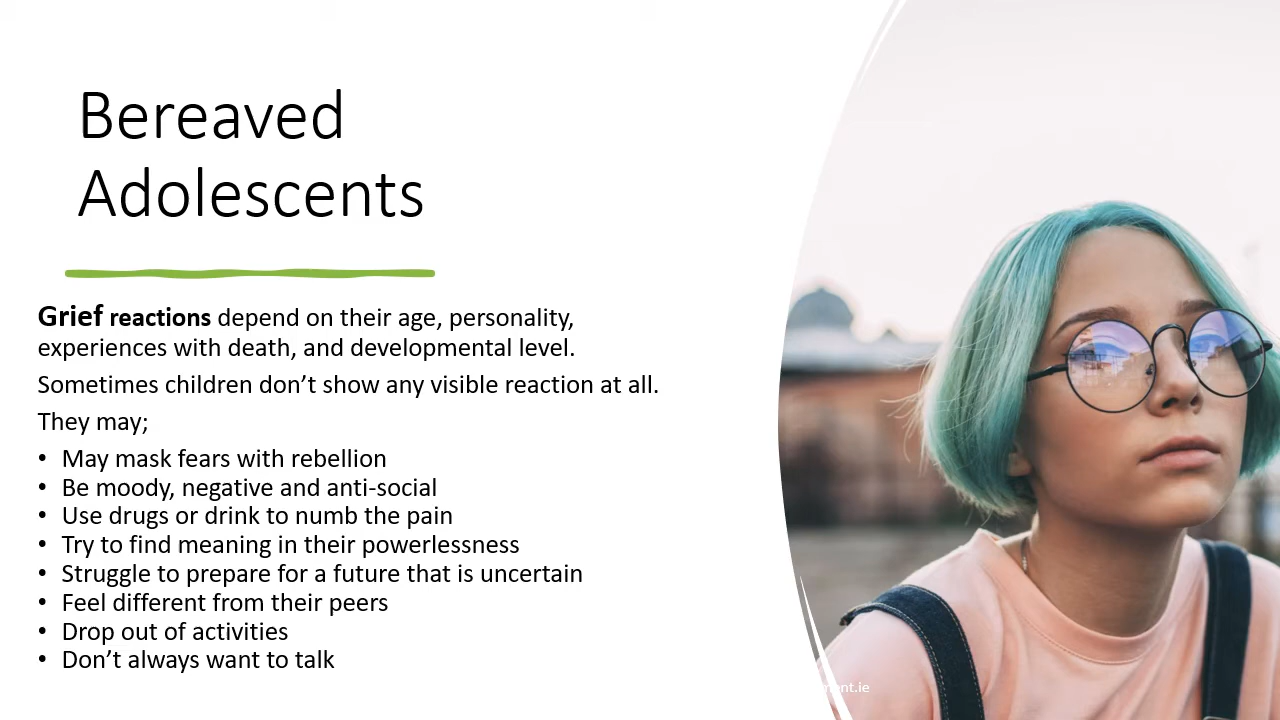 Bereaved
Adolescents
Grief reactions depend on their age, personality,
experiences with death, and developmental level.
Sometimes children don’t show any visible reaction at all.
They may;
• May mask fears with rebellion
• Be moody, negative and anti-social
• Use drugs or drink to numb the pain
• Try to find meaning in their powerlessness
• Struggle to prepare for a future that is uncertain
• Feel different from their peers
• Drop out of activities
• Don’t always want to talk